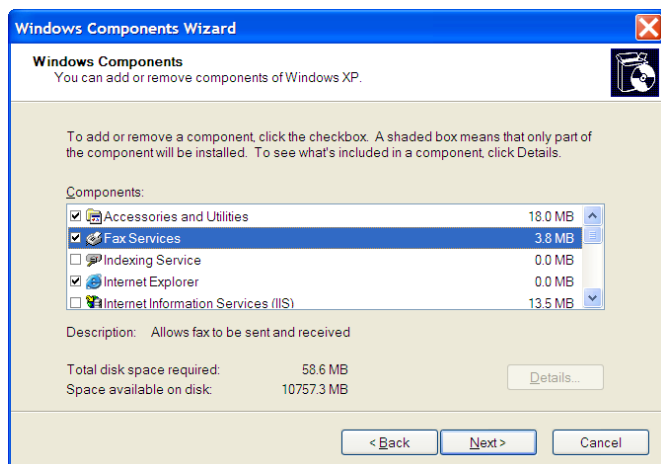 Windows Components Wizard
Windows Components
You can add or remove components of Windows XP.
To add or remove a component, click the checkbox. A shaded box means that only part of
the component will be installed. To see what's included in a component, click Details.
Components:
Accessories and Utilities 18.0 MB
Fax Services 3.8 MB
Indexing Service 0.0 MB
Internet Explorer 0.0 MB
Internet Information Services (IIS) 13.5 MB
Description: Allows fax to be sent and received
Total disk space required: 58.6 MB
Space available on disk: 10757.3 MB
Details...
< Back Next > Cancel